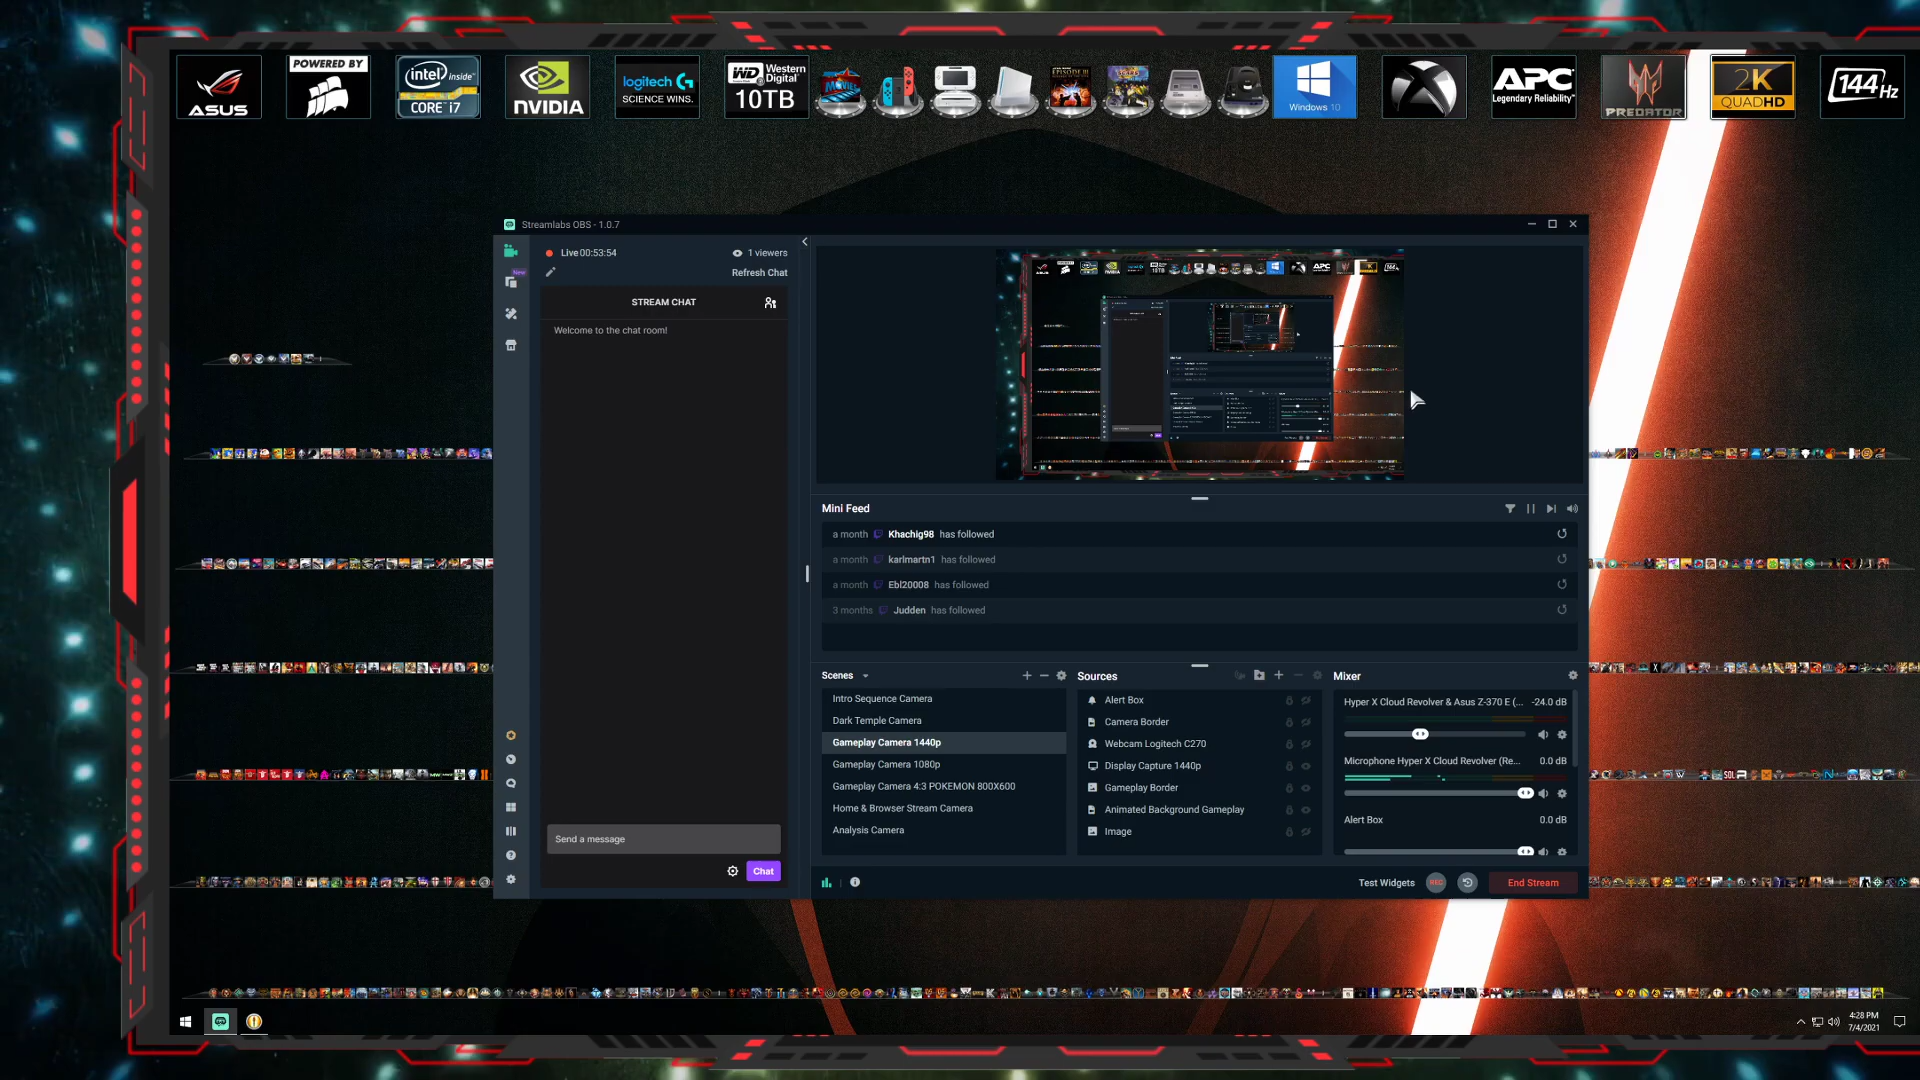 ASUS
POWERED BY
intel inside
CORE i7
NVIDIA
logitech G
SCIENCE WINS.
WD Western Digital
10TB
MOVIES
EPISODE III
Windows 10
APC
Legendary Reliability™
PREDATOR
2K
QUADHD
144Hz
Streamlabs OBS - 1.0.7
Live 00:53:54
1 viewers
Refresh Chat
New
STREAM CHAT
Welcome to the chat room!
Send a message
Chat
Mini Feed
a month Khachig98 has followed
a month karlmartn1 has followed
a month Ebl20008 has followed
3 months Judden has followed
Scenes
Intro Sequence Camera
Dark Temple Camera
Gameplay Camera 1440p
Gameplay Camera 1080p
Gameplay Camera 4:3 POKEMON 800X600
Home & Browser Stream Camera
Analysis Camera
Sources
Alert Box
Camera Border
Webcam Logitech C270
Display Capture 1440p
Gameplay Border
Animated Background Gameplay
Image
Mixer
Hyper X Cloud Revolver & Asus Z-370 E (... -24.0 dB
Microphone Hyper X Cloud Revolver (Re... 0.0 dB
Alert Box 0.0 dB
Test Widgets
REC
End Stream
4:28 PM
7/4/2021